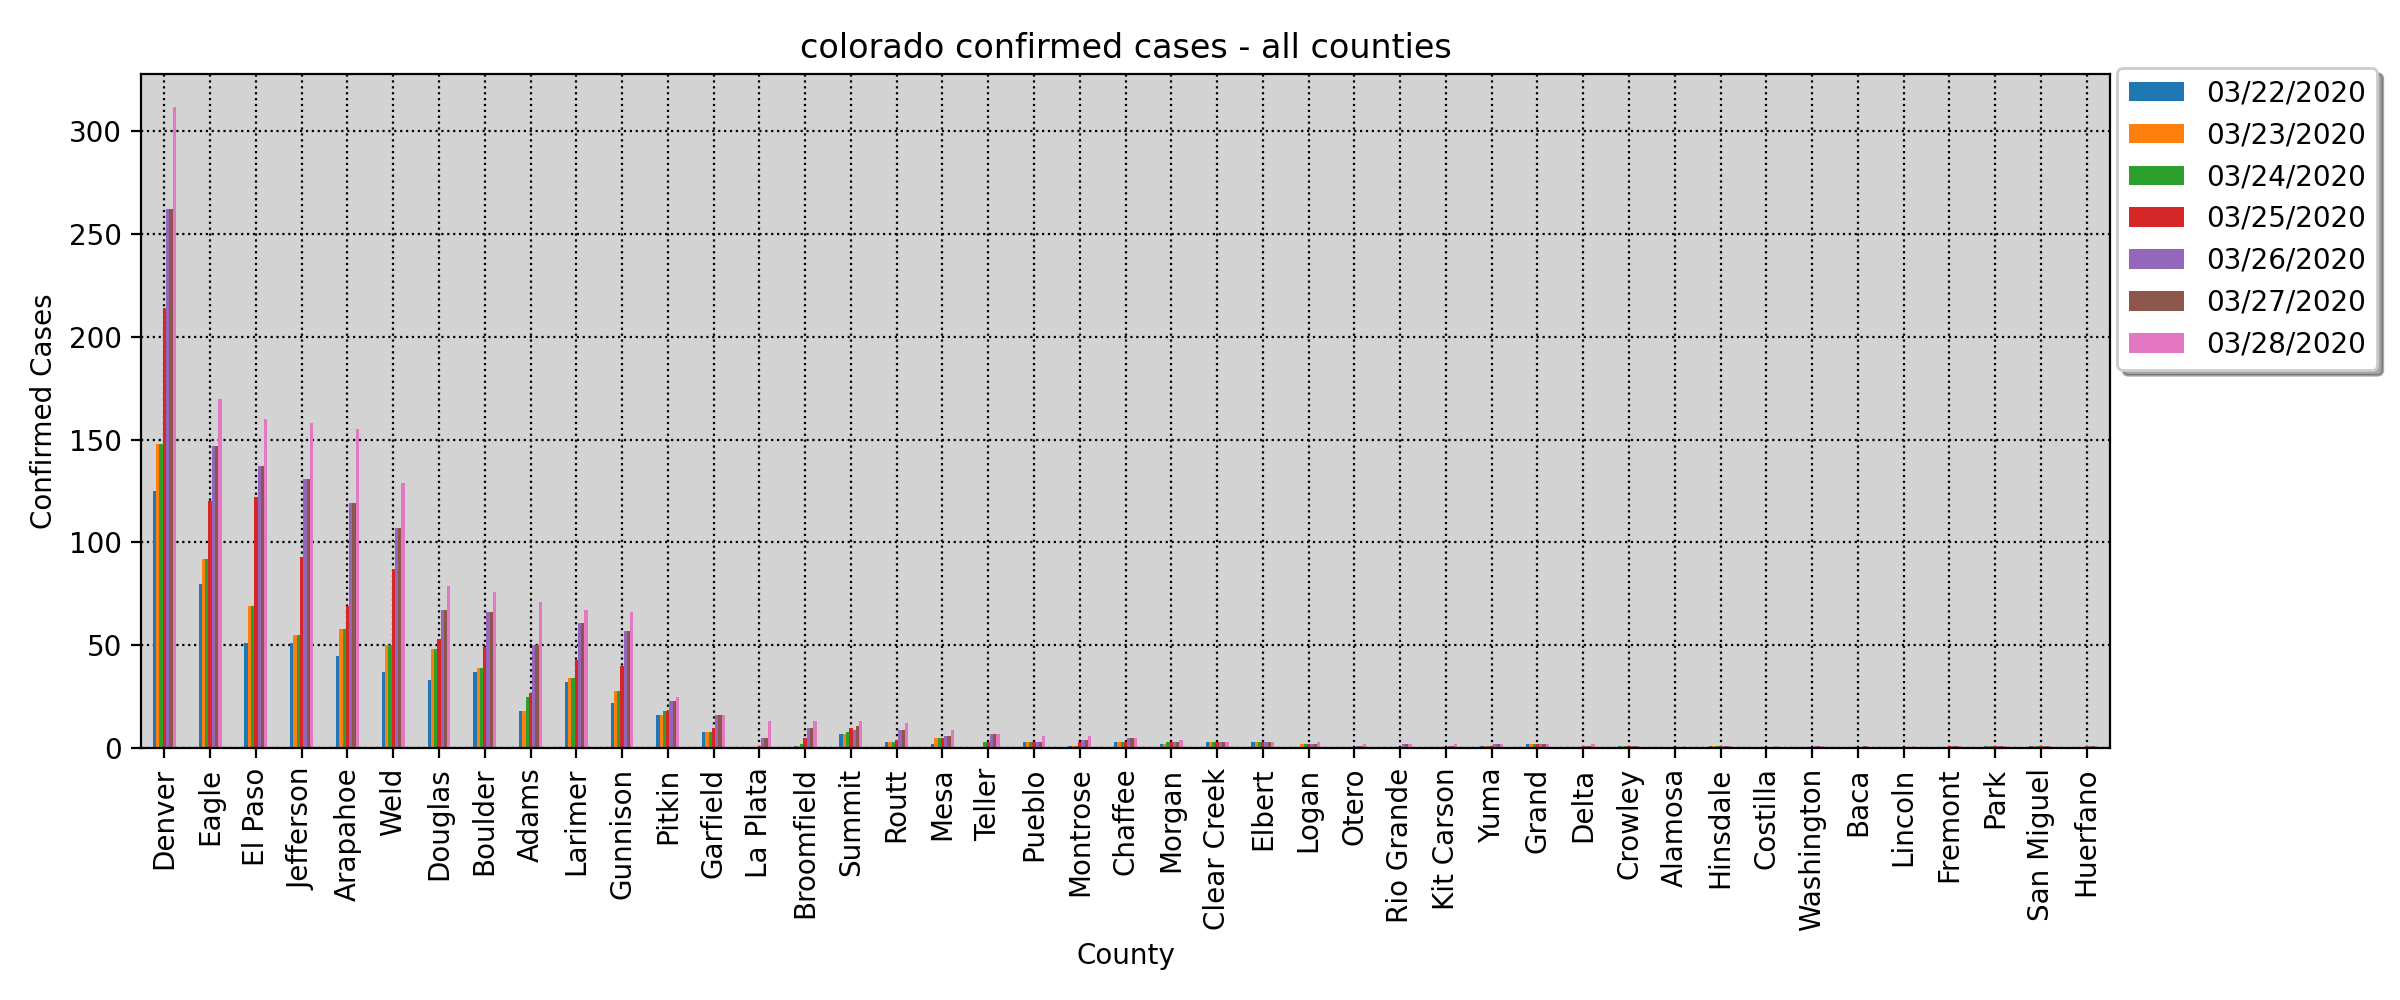 colorado confirmed cases - all counties
03/22/2020
03/23/2020
03/24/2020
03/25/2020
03/26/2020
03/27/2020
03/28/2020
Confirmed Cases
300
250
200
150
100
50
0
Denver
Eagle
El Paso
Jefferson
Arapahoe
Weld
Douglas
Boulder
Adams
Larimer
Gunnison
Pitkin
Garfield
La Plata
Broomfield
Summit
Routt
Mesa
Teller
Pueblo
Montrose
Chaffee
Morgan
Clear Creek
Elbert
Logan
Otero
Rio Grande
Kit Carson
Yuma
Grand
Delta
Crowley
Alamosa
Hinsdale
Costilla
Washington
Baca
Lincoln
Fremont
Park
San Miguel
Huerfano
County